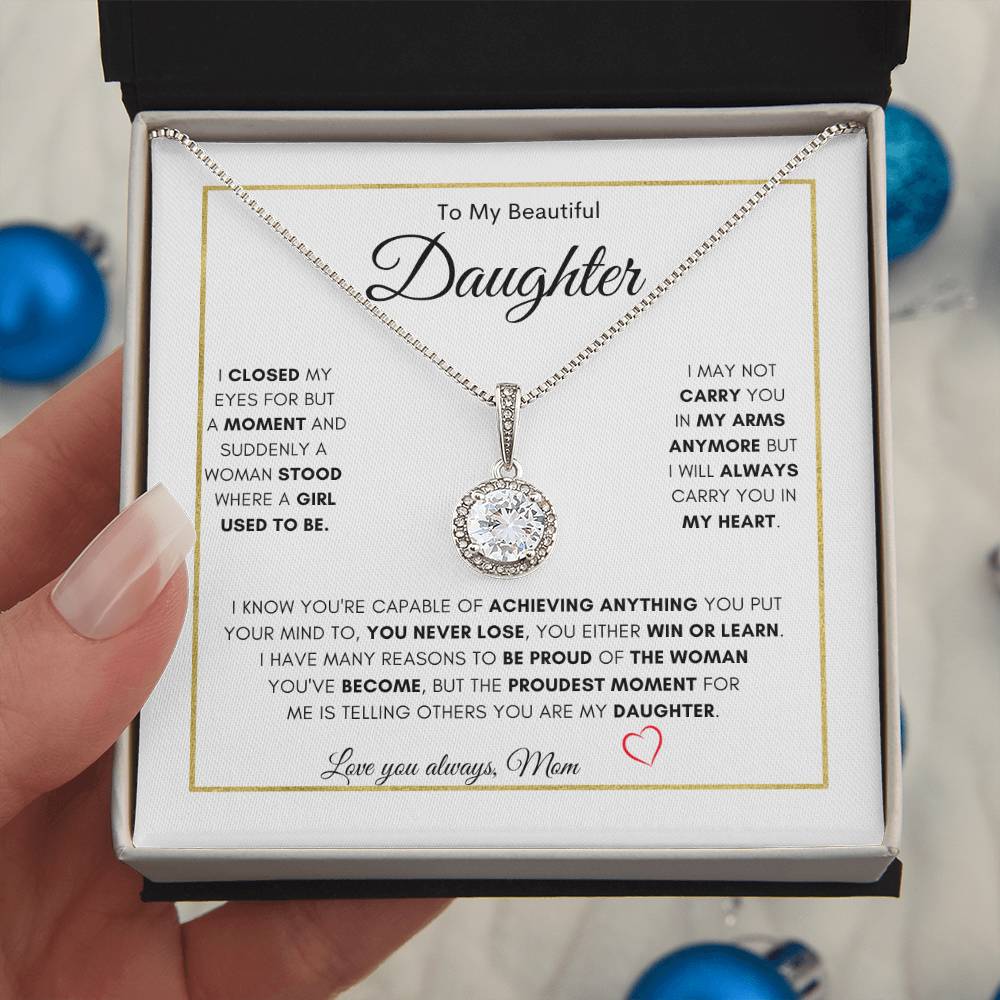 To My Beautiful
Daughter
I CLOSED MY
EYES FOR BUT
A MOMENT AND
SUDDENLY A
WOMAN STOOD
WHERE A GIRL
USED TO BE.
I MAY NOT
CARRY YOU
IN MY ARMS
ANYMORE BUT
I WILL ALWAYS
CARRY YOU IN
MY HEART.
I KNOW YOU'RE CAPABLE OF ACHIEVING ANYTHING YOU PUT
YOUR MIND TO, YOU NEVER LOSE, YOU EITHER WIN OR LEARN.
I HAVE MANY REASONS TO BE PROUD OF THE WOMAN
YOU'VE BECOME, BUT THE PROUDEST MOMENT FOR
ME IS TELLING OTHERS YOU ARE MY DAUGHTER.
Love you always, Mom